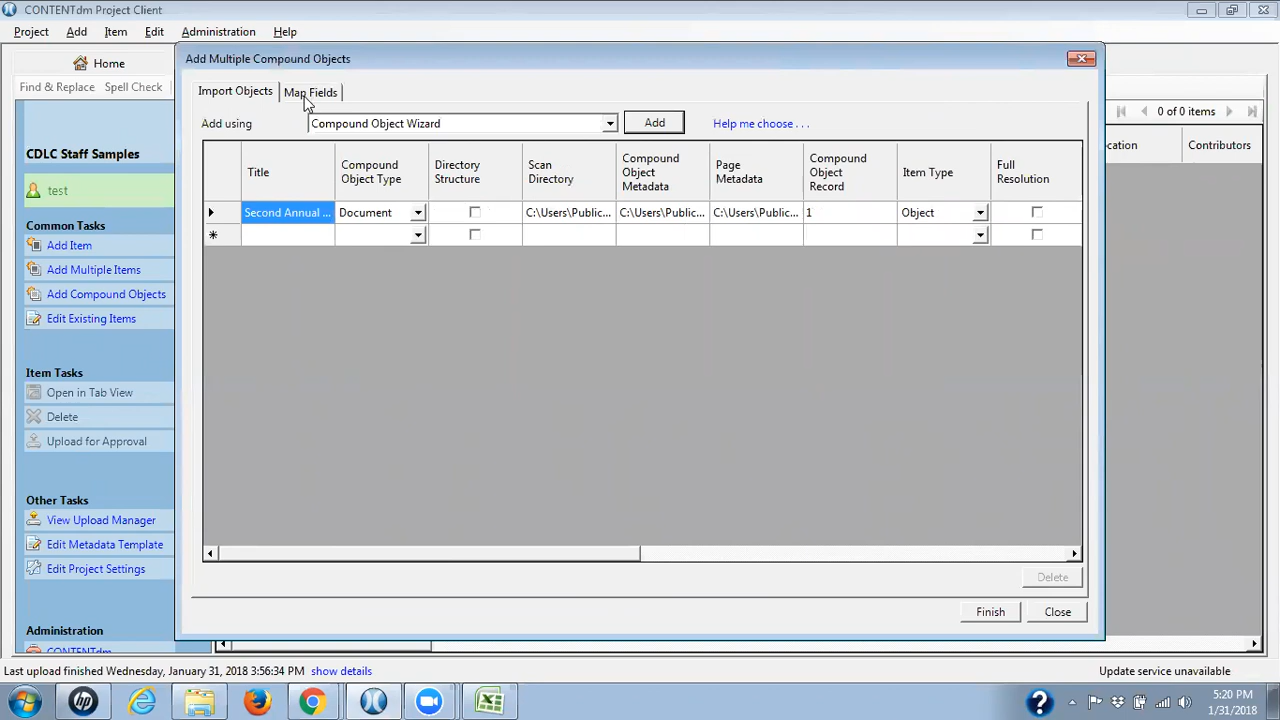 CONTENTdm Project Client
Project Add Item Edit Administration Help
Home
Find & Replace Spell Check
CDLC Staff Samples
test
Common Tasks
Add Item
Add Multiple Items
Add Compound Objects
Edit Existing Items
Item Tasks
Open in Tab View
Delete
Upload for Approval
Other Tasks
View Upload Manager
Edit Metadata Template
Edit Project Settings
Administration
CONTENTdm
Add Multiple Compound Objects
Import Objects Map Fields
Add using Compound Object Wizard Add Help me choose . . .
Title Compound Object Type Directory Structure Scan Directory Compound Object Metadata Page Metadata Compound Object Record Item Type Full Resolution
Second Annual ... Document C:\Users\Public... C:\Users\Public... C:\Users\Public... 1 Object
*
Delete
Finish Close
0 of 0 items
Contributors
Last upload finished Wednesday, January 31, 2018 3:56:34 PM show details
Update service unavailable
5:20 PM
1/31/2018